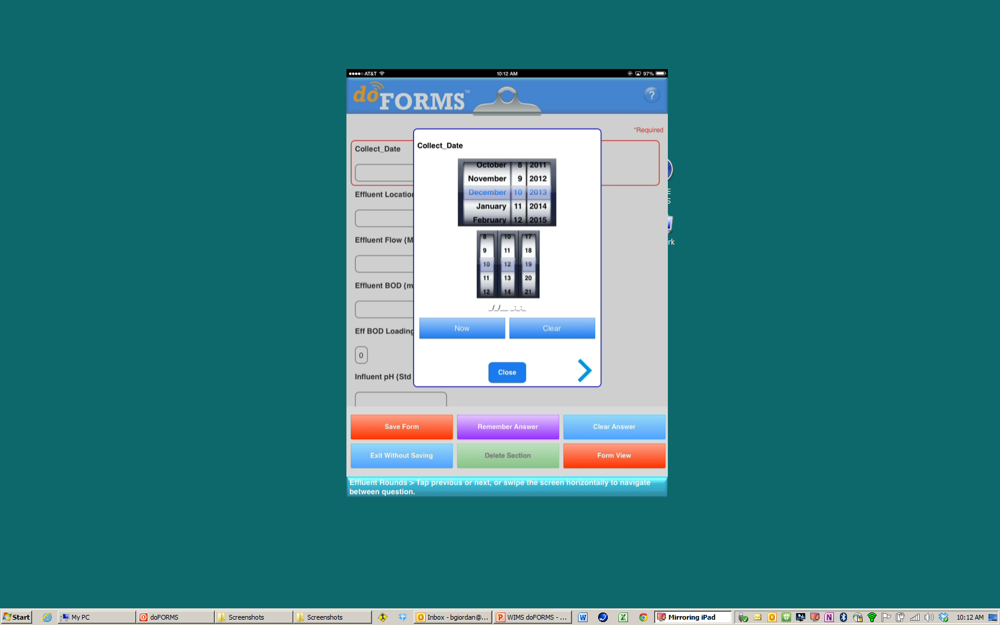 AT&T 10:12 AM 97%
doFORMS™
?
*Required
Collect_Date
Effluent Location
Effluent Flow {M
Effluent BOD {m
Eff BOD Loading
0
Influent pH {Std
Collect_Date
October 8 2011
November 9 2012
December 10 2013
January 11 2014
February 12 2015
8 10 17
9 11 18
10 12 19
11 13 20
12 14 21
_/_/__ _:_:_
Now Clear
Close
E
S
rk
Save Form Remember Answer Clear Answer
Exit Without Saving Delete Section Form View
Effluent Rounds > Tap previous or next, or swipe the screen horizontally to navigate
between question.
Start My PC doFORMS Screenshots Screenshots Inbox - bgiordan@... WIMS doFORMS - ... Mirroring iPad 10:12 AM